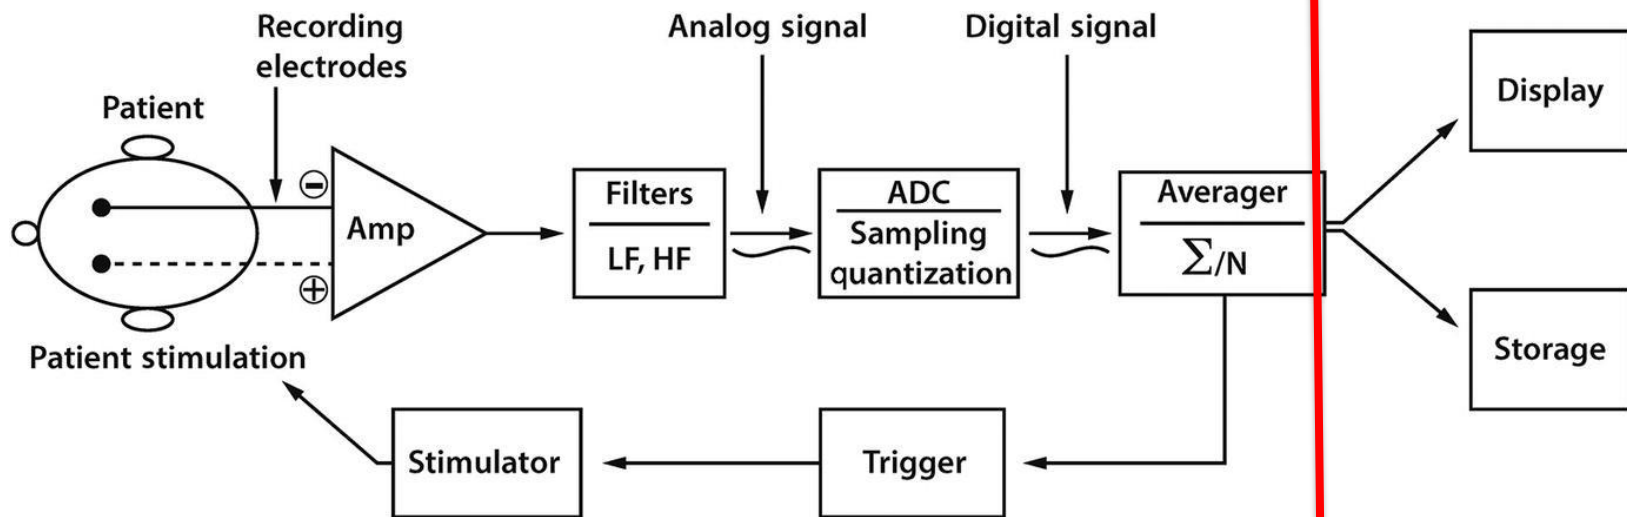 Recording
electrodes
Analog signal
Digital signal
Patient
Display
⊖
Amp
⊕
Filters
LF, HF
ADC
Sampling
quantization
Averager
Σ/N
Storage
Patient stimulation
Stimulator
Trigger